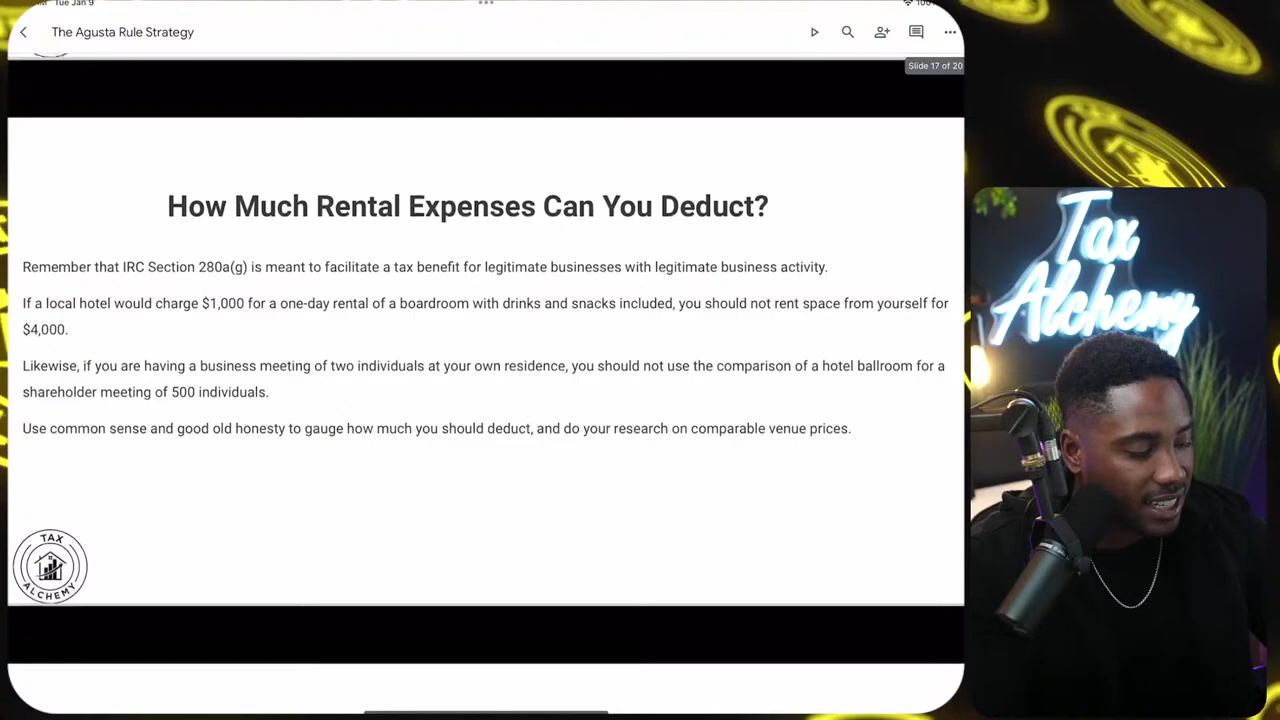 Tue Jan 9
100%
The Agusta Rule Strategy
Slide 17 of 20
How Much Rental Expenses Can You Deduct?
Remember that IRC Section 280a(g) is meant to facilitate a tax benefit for legitimate businesses with legitimate business activity.
If a local hotel would charge $1,000 for a one-day rental of a boardroom with drinks and snacks included, you should not rent space from yourself for
$4,000.
Likewise, if you are having a business meeting of two individuals at your own residence, you should not use the comparison of a hotel ballroom for a
shareholder meeting of 500 individuals.
Use common sense and good old honesty to gauge how much you should deduct, and do your research on comparable venue prices.
TAX
ALCHEMY
Tax
Alchemy